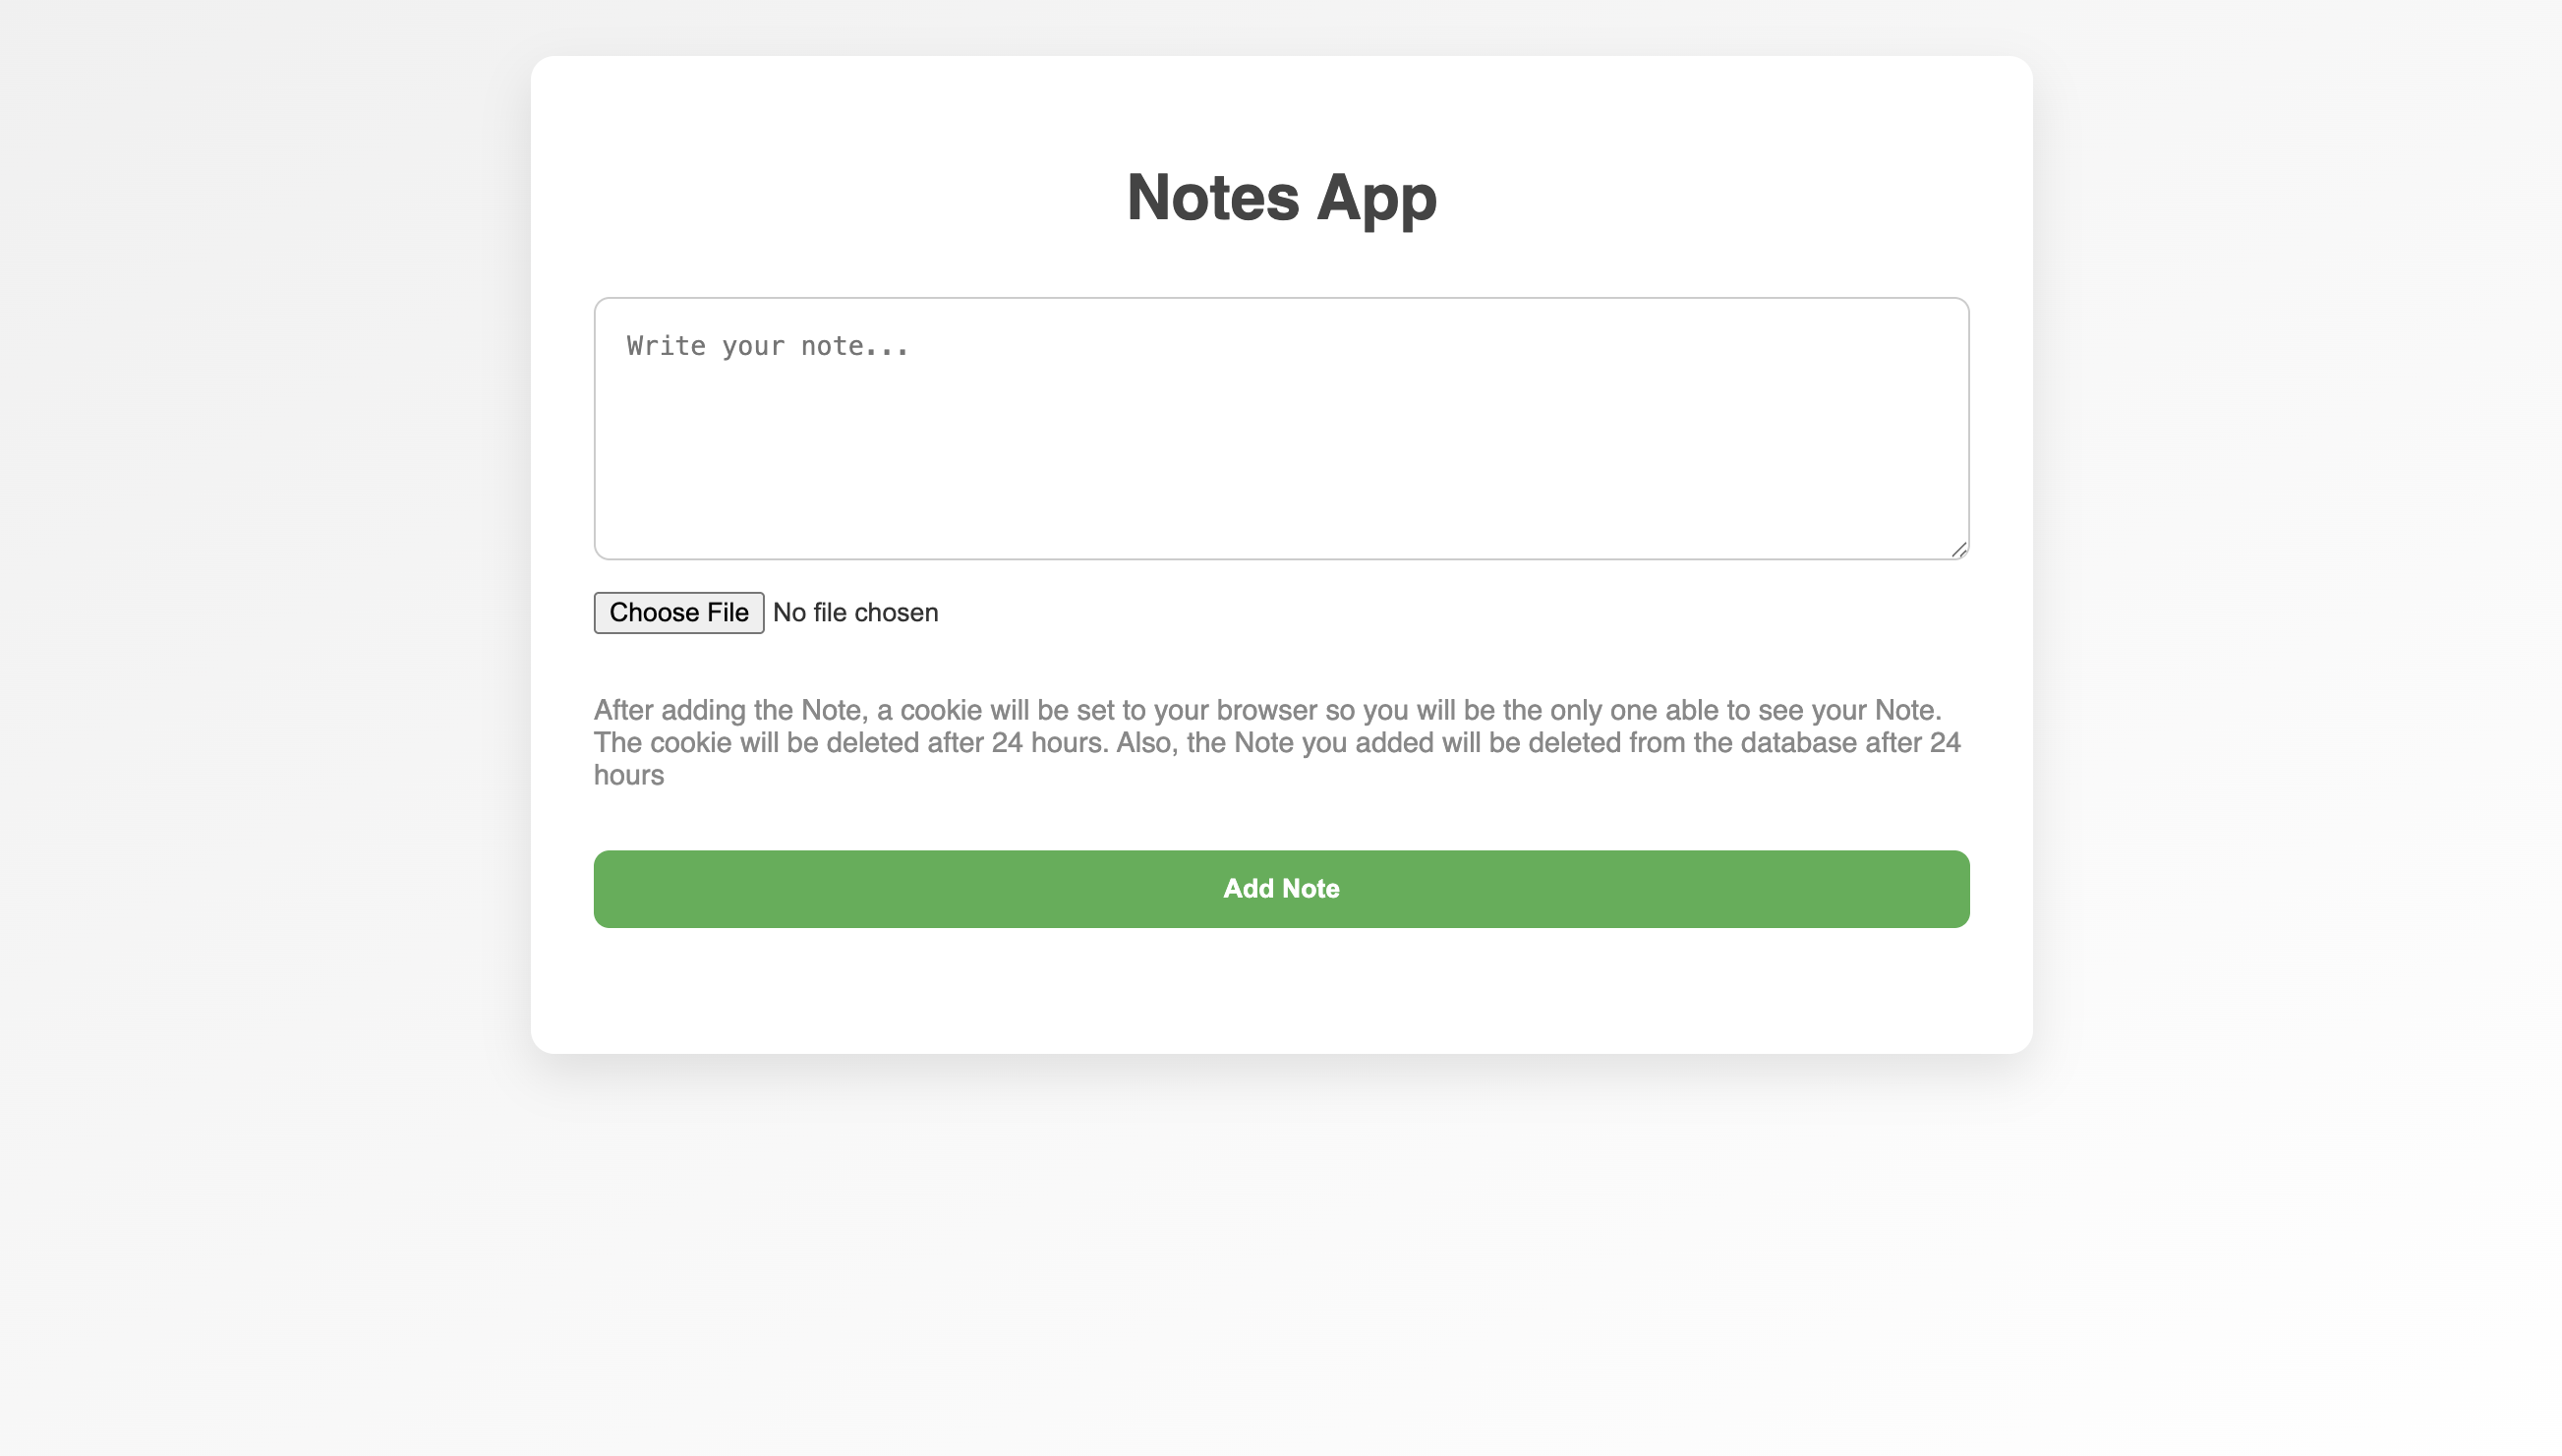 Notes App
Write your note...
Choose File No file chosen
After adding the Note, a cookie will be set to your browser so you will be the only one able to see your Note.
The cookie will be deleted after 24 hours. Also, the Note you added will be deleted from the database after 24
hours
Add Note